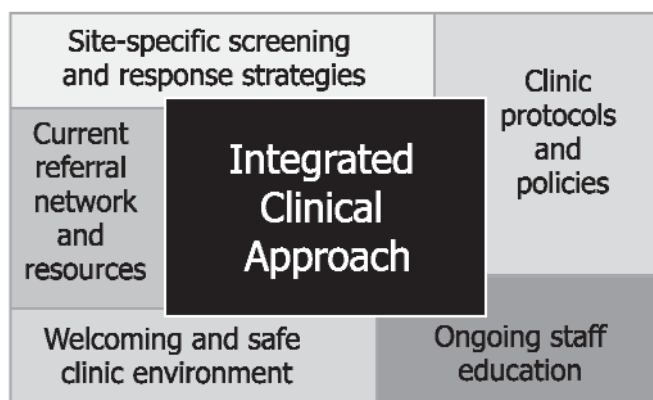 Site-specific screening
and response strategies
Clinic
protocols
and
policies
Current
referral
network
and
resources
Integrated
Clinical
Approach
Welcoming and safe
clinic environment
Ongoing staff
education